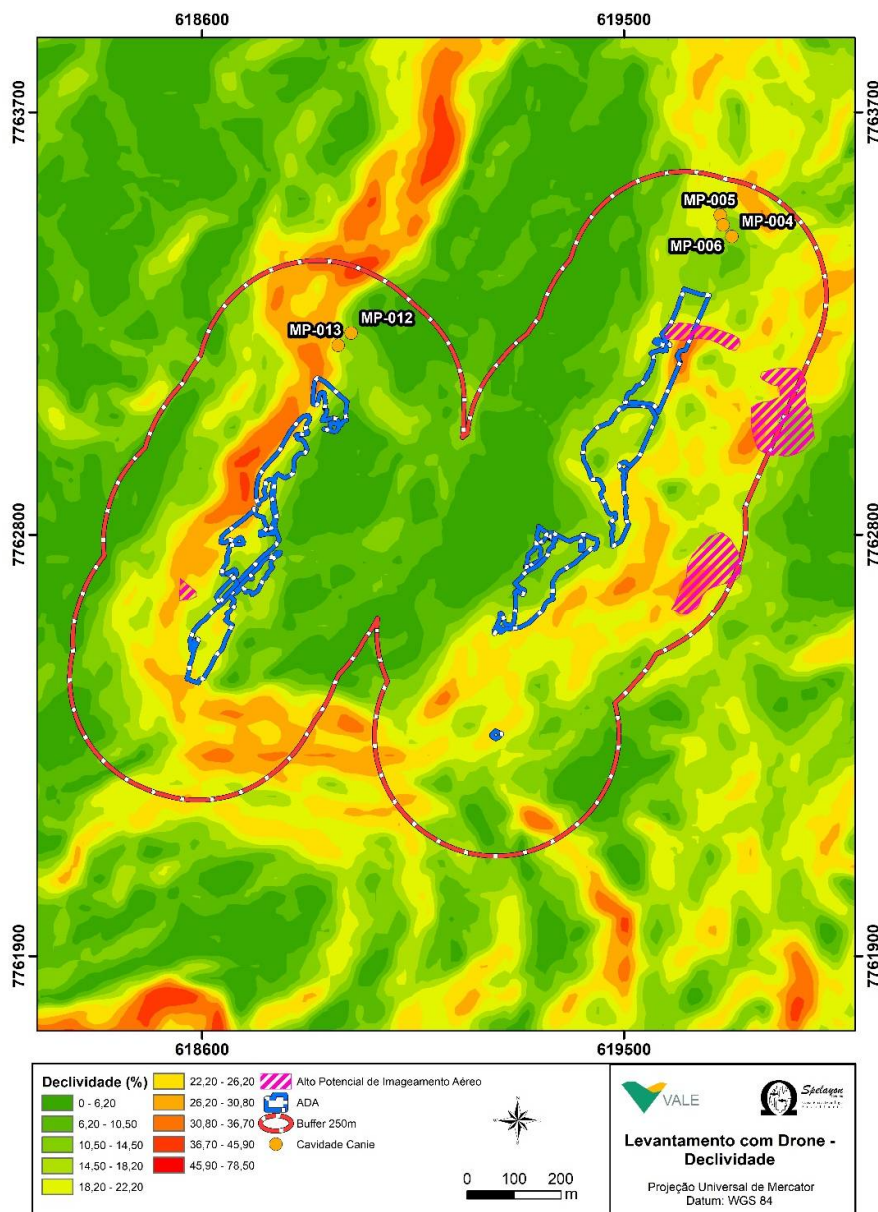 618600
619500
7763700
7763700
MP-005
MP-004
MP-006
MP-012
MP-013
7762800
7762800
7761900
7761900
618600
619500
Declividade (%)
0 - 6,20
6,20 - 10,50
10,50 - 14,50
14,50 - 18,20
18,20 - 22,20
22,20 - 26,20
26,20 - 30,80
30,80 - 36,70
36,70 - 45,90
45,90 - 78,50
Alto Potencial de Imageamento Aéreo
ADA
Buffer 250m
Cavidade Canie
0 100 200
m
VALE
Spelayon
Levantamento com Drone -
Declividade
Projeção Universal de Mercator
Datum: WGS 84